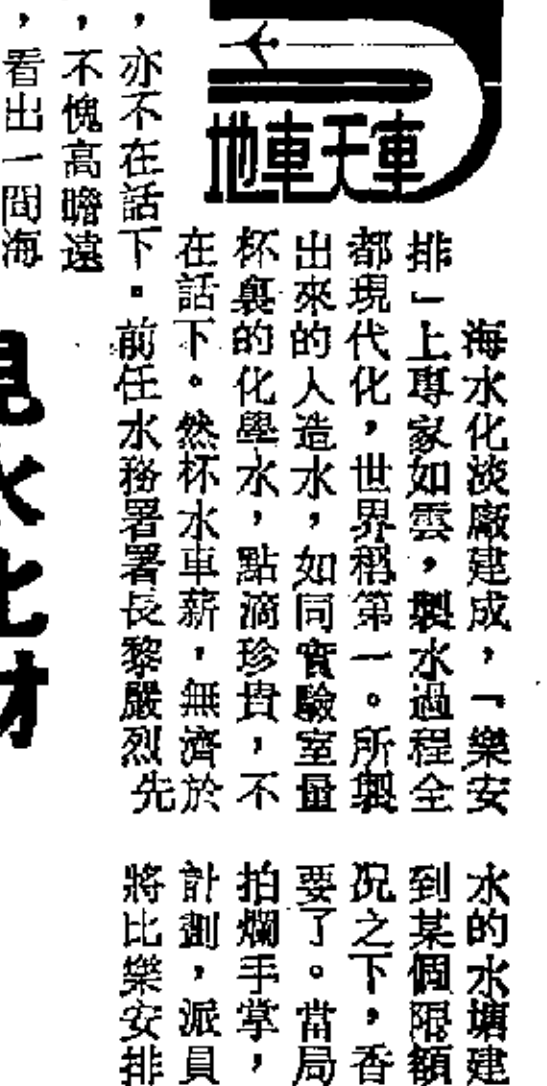 地車天車
海水化淡廠建成,「樂安
排」上專家如雲,製水過程全
都現代化,世界稱第一。所製
出來的人造水,如同實驗室量
杯裏的化學水,點滴珍貴,不
在話下。然杯水車薪,無濟於
,亦不在話下。前任水務署署長黎嚴烈先
,不愧高瞻遠
,看出一間海
水的水塘建
到某個限額
況之下,香
要了。當局
拍爛手掌,
計劃,派員
將比樂安排